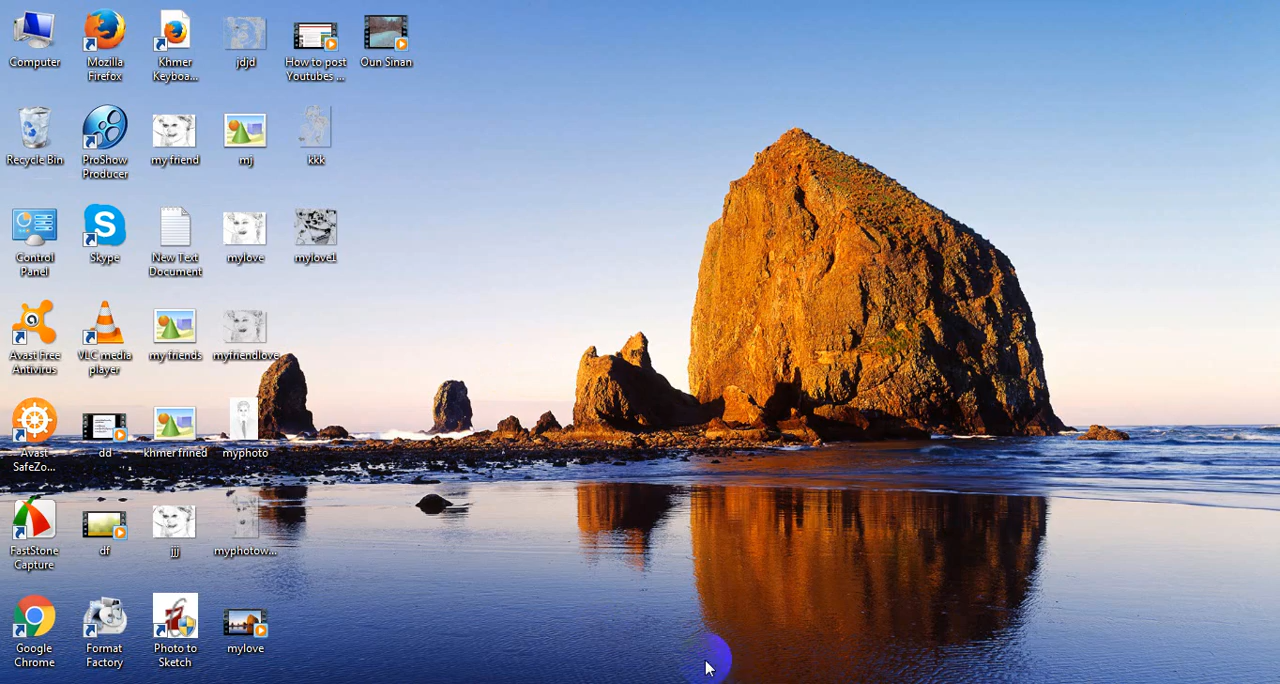 Computer
Mozilla
Firefox
Khmer
Keyboa...
jdjd
How to post
Youtubes ...
Oun Sinan
Recycle Bin
ProShow
Producer
my friend
mj
kkk
Control
Panel
Skype
New Text
Document
mylove
mylove1
Avast Free
Antivirus
VLC media
player
my friends
myfriendlove
Avast
SafeZo...
dd
khmer frined
myphoto
FastStone
Capture
df
jjj
myphotow...
Google
Chrome
Format
Factory
Photo to
Sketch
mylove